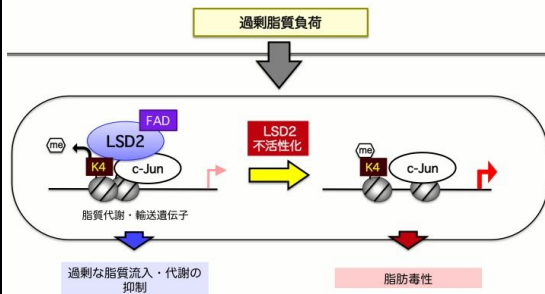 過剰脂質負荷
FAD
LSD2
me
K4
c-Jun
脂質代謝・輸送遺伝子
LSD2
不活性化
me
K4
c-Jun
過剰な脂質流入・代謝の
抑制
脂肪毒性